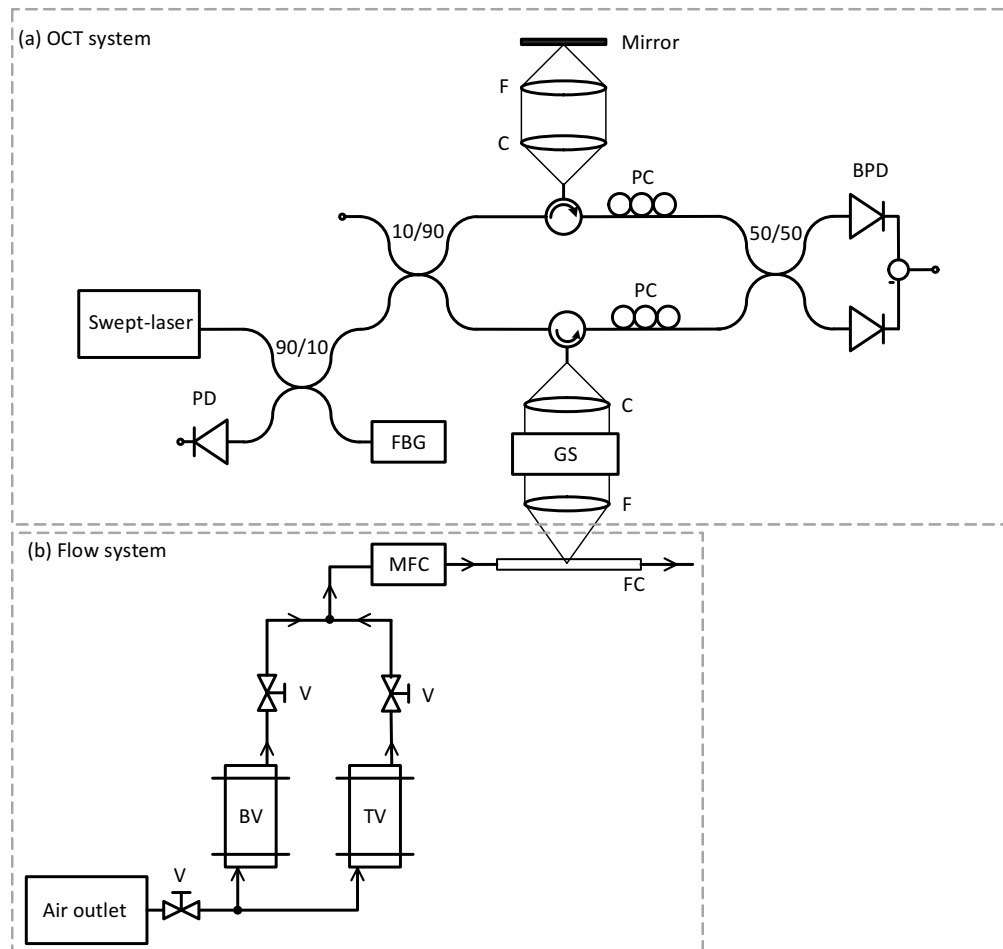 (a) OCT system
Mirror
F
C
PC
BPD
10/90
50/50
PC
Swept-laser
90/10
PD
C
FBG
GS
F
-
(b) Flow system
MFC
FC
V
V
BV
TV
V
Air outlet